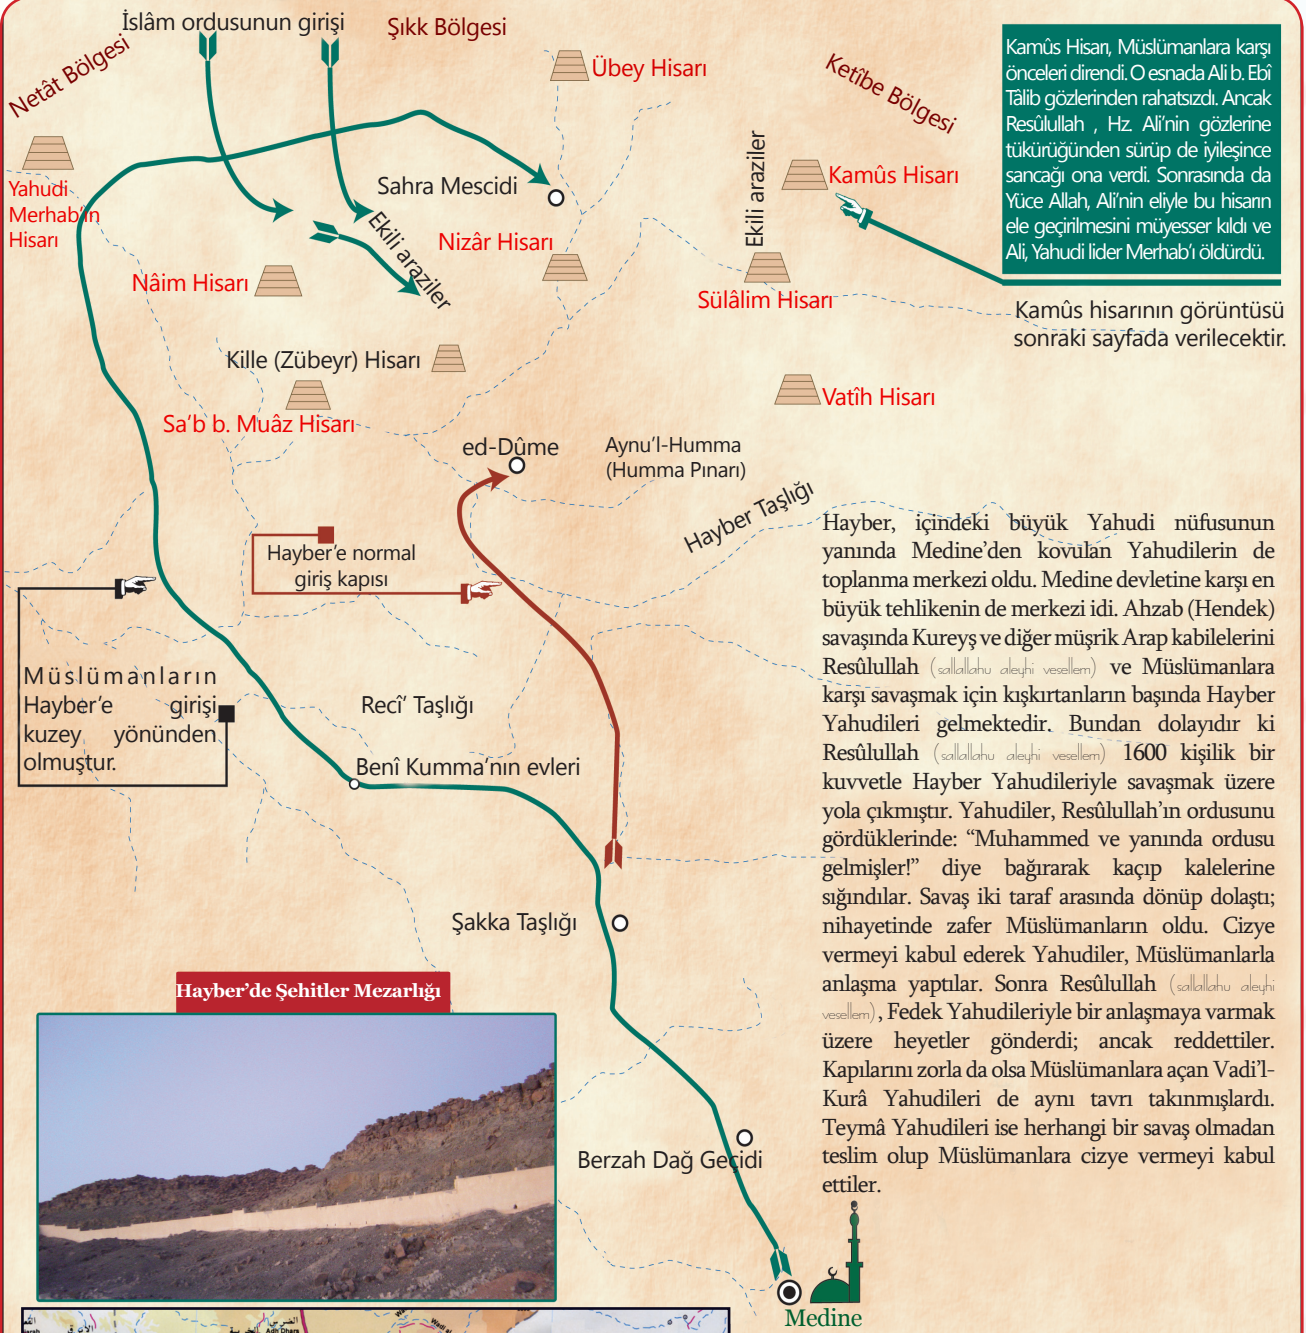 İslâm ordusunun girişi
Şıkk Bölgesi
Netât Bölgesi
Übey Hisarı
Ketîbe Bölgesi
Kamûs Hisarı, Müslümanlara karşı
önceleri direndi. O esnada Ali b. Ebî
Tâlib gözlerinden rahatsızdı. Ancak
Resûlullah , Hz. Ali’nin gözlerine
tükürüğünden sürüp de iyileşince
sancağı ona verdi. Sonrasında da
Yüce Allah, Ali’nin eliyle bu hisarın
ele geçirilmesini müyesser kıldı ve
Ali, Yahudi lider Merhab’ı öldürdü.
Yahudi
Merhab’ın
Hisarı
Sahra Mescidi
Ekili araziler
Kamûs Hisarı
Ekili araziler
Nizâr Hisarı
Nâim Hisarı
Sülâlim Hisarı
Kamûs hisarının görüntüsü
sonraki sayfada verilecektir.
Kille (Zübeyr) Hisarı
Sa’b b. Muâz Hisarı
Vatîh Hisarı
ed-Dûme
Aynu’l-Humma
(Humma Pınarı)
Hayber Taşlığı
Hayber’e normal
giriş kapısı
Müslümanların
Hayber’e girişi
kuzey yönünden
olmuştur.
Recî’ Taşlığı
Benî Kumma’nın evleri
Şakka Taşlığı
Hayber, içindeki büyük Yahudi nüfusunun
yanında Medine’den kovulan Yahudilerin de
toplanma merkezi oldu. Medine devletine karşı en
büyük tehlikenin de merkezi idi. Ahzab (Hendek)
savaşında Kureyş ve diğer müşrik Arap kabilelerini
Resûlullah (sallallahu aleyhi vesellem) ve Müslümanlara
karşı savaşmak için kışkırtanların başında Hayber
Yahudileri gelmektedir. Bundan dolayıdır ki
Resûlullah (sallallahu aleyhi vesellem) 1600 kişilik bir
kuvvetle Hayber Yahudileriyle savaşmak üzere
yola çıkmıştır. Yahudiler, Resûlullah’ın ordusunu
gördüklerinde: “Muhammed ve yanında ordusu
gelmişler!” diye bağırarak kaçıp kalelerine
sığındılar. Savaş iki taraf arasında dönüp dolaştı;
nihayetinde zafer Müslümanların oldu. Cizye
vermeyi kabul ederek Yahudiler, Müslümanlarla
anlaşma yaptılar. Sonra Resûlullah (sallallahu aleyhi
vesellem), Fedek Yahudileriyle bir anlaşmaya varmak
üzere heyetler gönderdi; ancak reddettiler.
Kapılarını zorla da olsa Müslümanlara açan Vadi’l-
Kurâ Yahudileri de aynı tavrı takınmışlardı.
Teymâ Yahudileri ise herhangi bir savaş olmadan
teslim olup Müslümanlara cizye vermeyi kabul
ettiler.
Hayber’de Şehitler Mezarlığı
Berzah Dağ Geçidi
Medine
Adh Dhara